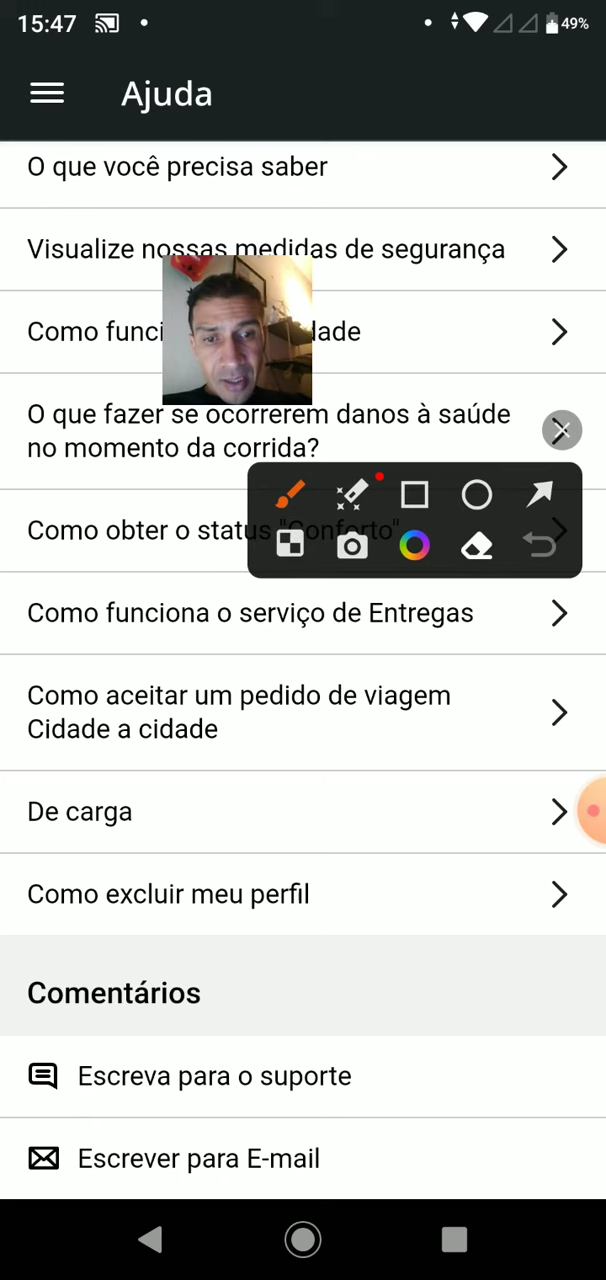 15:47
49%
Ajuda
O que você precisa saber
Visualize nossas medidas de segurança
Como funci dade
O que fazer se ocorrerem danos à saúde
no momento da corrida?
Como obter o status "Conforto"
Como funciona o serviço de Entregas
Como aceitar um pedido de viagem
Cidade a cidade
De carga
Como excluir meu perfil
Comentários
Escreva para o suporte
Escrever para E-mail